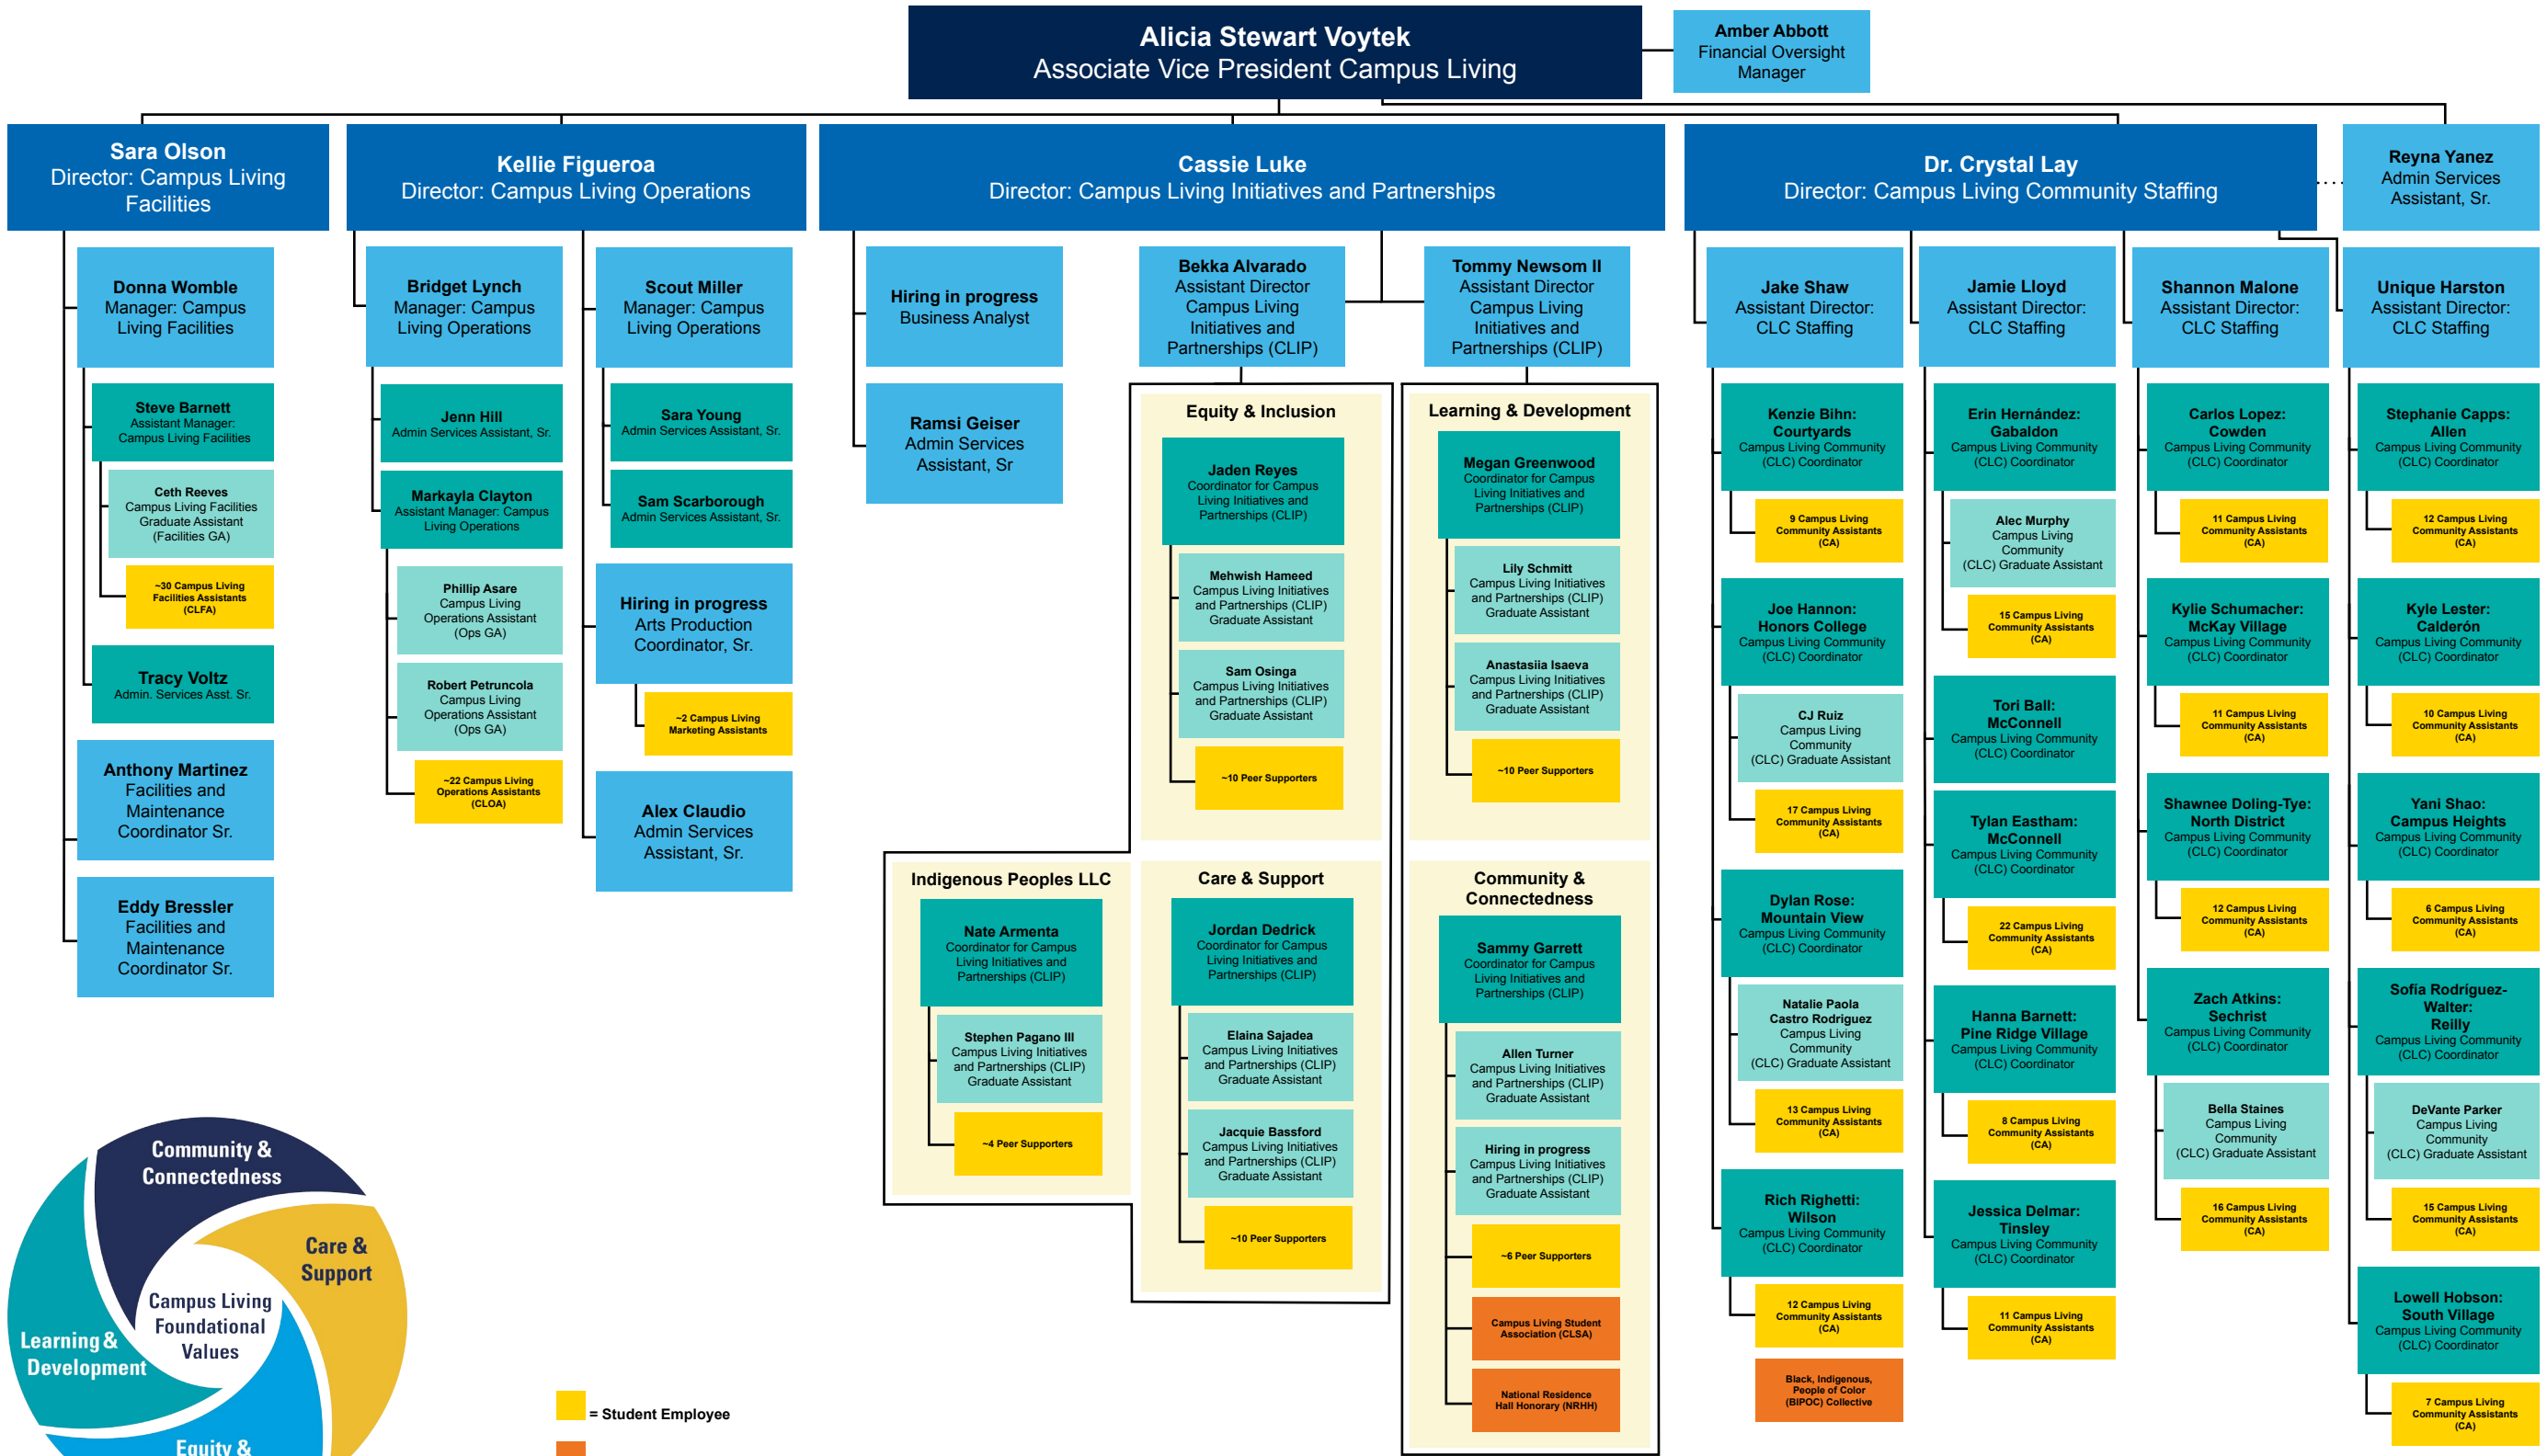 Alicia Stewart Voytek
Associate Vice President Campus Living
Amber Abbott
Financial Oversight
Manager
Sara Olson
Director: Campus Living
Facilities
Kellie Figueroa
Director: Campus Living Operations
Cassie Luke
Director: Campus Living Initiatives and Partnerships
Dr. Crystal Lay
Director: Campus Living Community Staffing
Reyna Yanez
Admin Services
Assistant, Sr.
Donna Womble
Manager: Campus
Living Facilities
Steve Barnett
Assistant Manager:
Campus Living Facilities
Ceth Reeves
Campus Living Facilities
Graduate Assistant
(Facilities GA)
~30 Campus Living
Facilities Assistants
(CLFA)
Tracy Voltz
Admin. Services Asst. Sr.
Anthony Martinez
Facilities and
Maintenance
Coordinator Sr.
Eddy Bressler
Facilities and
Maintenance
Coordinator Sr.
Bridget Lynch
Manager: Campus
Living Operations
Jenn Hill
Admin Services Assistant, Sr.
Markayla Clayton
Assistant Manager: Campus
Living Operations
Phillip Asare
Campus Living
Operations Assistant
(Ops GA)
Robert Petruncola
Campus Living
Operations Assistant
(Ops GA)
~22 Campus Living
Operations Assistants
(CLOA)
Scout Miller
Manager: Campus
Living Operations
Sara Young
Admin Services Assistant, Sr.
Sam Scarborough
Admin Services Assistant, Sr.
Hiring in progress
Arts Production
Coordinator, Sr.
~2 Campus Living
Marketing Assistants
Alex Claudio
Admin Services
Assistant, Sr.
Hiring in progress
Business Analyst
Ramsi Geiser
Admin Services
Assistant, Sr
Bekka Alvarado
Assistant Director
Campus Living
Initiatives and
Partnerships (CLIP)
Equity & Inclusion
Jaden Reyes
Coordinator for Campus
Living Initiatives and
Partnerships (CLIP)
Mehwish Hameed
Campus Living Initiatives
and Partnerships (CLIP)
Graduate Assistant
Sam Osinga
Campus Living Initiatives
and Partnerships (CLIP)
Graduate Assistant
~10 Peer Supporters
Indigenous Peoples LLC
Nate Armenta
Coordinator for Campus
Living Initiatives and
Partnerships (CLIP)
Stephen Pagano III
Campus Living Initiatives
and Partnerships (CLIP)
Graduate Assistant
~4 Peer Supporters
Care & Support
Jordan Dedrick
Coordinator for Campus
Living Initiatives and
Partnerships (CLIP)
Elaina Sajadea
Campus Living Initiatives
and Partnerships (CLIP)
Graduate Assistant
Jacquie Bassford
Campus Living Initiatives
and Partnerships (CLIP)
Graduate Assistant
~10 Peer Supporters
Tommy Newsom II
Assistant Director
Campus Living
Initiatives and
Partnerships (CLIP)
Learning & Development
Megan Greenwood
Coordinator for Campus
Living Initiatives and
Partnerships (CLIP)
Lily Schmitt
Campus Living Initiatives
and Partnerships (CLIP)
Graduate Assistant
Anastasiia Isaeva
Campus Living Initiatives
and Partnerships (CLIP)
Graduate Assistant
~10 Peer Supporters
Community &
Connectedness
Sammy Garrett
Coordinator for Campus
Living Initiatives and
Partnerships (CLIP)
Allen Turner
Campus Living Initiatives
and Partnerships (CLIP)
Graduate Assistant
Hiring in progress
Campus Living Initiatives
and Partnerships (CLIP)
Graduate Assistant
~6 Peer Supporters
Campus Living Student
Association (CLSA)
National Residence
Hall Honorary (NRHH)
Jake Shaw
Assistant Director:
CLC Staffing
Kenzie Bihn:
Courtyards
Campus Living Community
(CLC) Coordinator
9 Campus Living
Community Assistants
(CA)
Joe Hannon:
Honors College
Campus Living Community
(CLC) Coordinator
CJ Ruiz
Campus Living
Community
(CLC) Graduate Assistant
17 Campus Living
Community Assistants
(CA)
Dylan Rose:
Mountain View
Campus Living Community
(CLC) Coordinator
Natalie Paola
Castro Rodriguez
Campus Living
Community
(CLC) Graduate Assistant
13 Campus Living
Community Assistants
(CA)
Rich Righetti:
Wilson
Campus Living Community
(CLC) Coordinator
12 Campus Living
Community Assistants
(CA)
Black, Indigenous,
People of Color
(BIPOC) Collective
Jamie Lloyd
Assistant Director:
CLC Staffing
Erin Hernández:
Gabaldon
Campus Living Community
(CLC) Coordinator
Alec Murphy
Campus Living
Community
(CLC) Graduate Assistant
15 Campus Living
Community Assistants
(CA)
Tori Ball:
McConnell
Campus Living Community
(CLC) Coordinator
Tylan Eastham:
McConnell
Campus Living Community
(CLC) Coordinator
22 Campus Living
Community Assistants
(CA)
Hanna Barnett:
Pine Ridge Village
Campus Living Community
(CLC) Coordinator
8 Campus Living
Community Assistants
(CA)
Jessica Delmar:
Tinsley
Campus Living Community
(CLC) Coordinator
11 Campus Living
Community Assistants
(CA)
Shannon Malone
Assistant Director:
CLC Staffing
Carlos Lopez:
Cowden
Campus Living Community
(CLC) Coordinator
11 Campus Living
Community Assistants
(CA)
Kylie Schumacher:
McKay Village
Campus Living Community
(CLC) Coordinator
11 Campus Living
Community Assistants
(CA)
Shawnee Doling-Tye:
North District
Campus Living Community
(CLC) Coordinator
12 Campus Living
Community Assistants
(CA)
Zach Atkins:
Sechrist
Campus Living Community
(CLC) Coordinator
Bella Staines
Campus Living
Community
(CLC) Graduate Assistant
16 Campus Living
Community Assistants
(CA)
Unique Harston
Assistant Director:
CLC Staffing
Stephanie Capps:
Allen
Campus Living Community
(CLC) Coordinator
12 Campus Living
Community Assistants
(CA)
Kyle Lester:
Calderón
Campus Living Community
(CLC) Coordinator
10 Campus Living
Community Assistants
(CA)
Yani Shao:
Campus Heights
Campus Living Community
(CLC) Coordinator
6 Campus Living
Community Assistants
(CA)
Sofía Rodríguez-
Walter:
Reilly
Campus Living Community
(CLC) Coordinator
DeVante Parker
Campus Living
Community
(CLC) Graduate Assistant
15 Campus Living
Community Assistants
(CA)
Lowell Hobson:
South Village
Campus Living Community
(CLC) Coordinator
7 Campus Living
Community Assistants
(CA)
Community &
Connectedness
Care &
Support
Campus Living
Foundational
Values
Learning &
Development
Equity &
= Student Employee